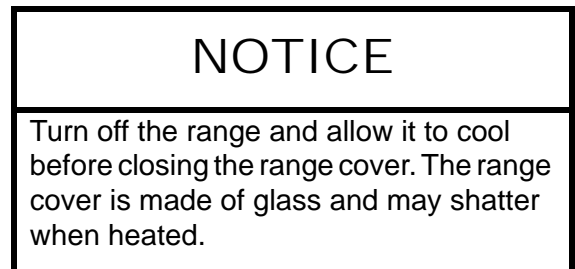 NOTICE
Turn off the range and allow it to cool
before closing the range cover. The range
cover is made of glass and may shatter
when heated.